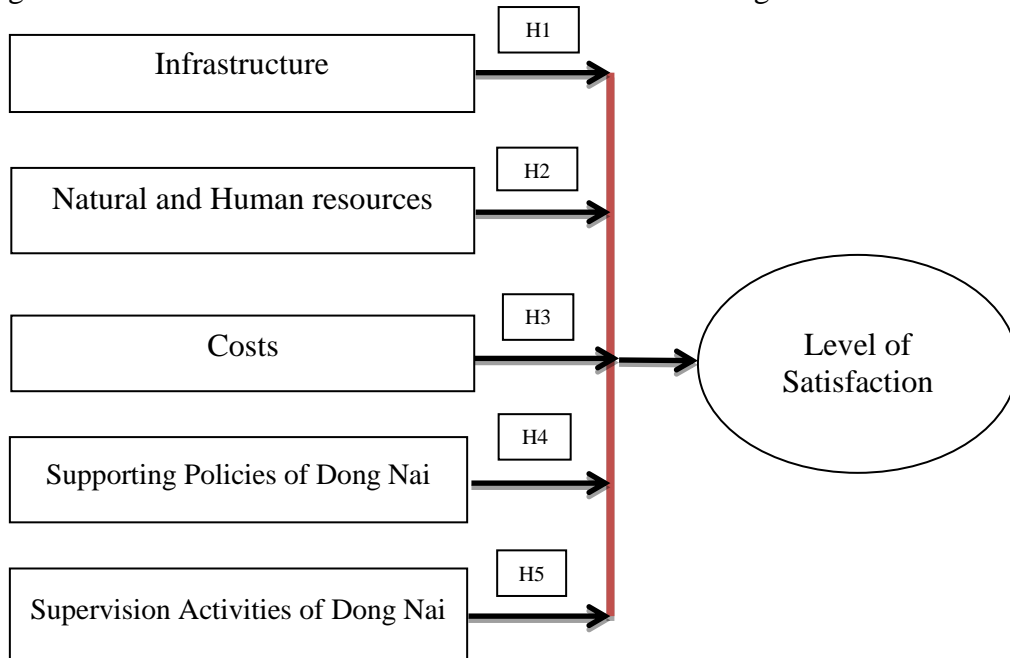 H1
Infrastructure
H2
Natural and Human resources
H3
Costs
Level of
Satisfaction
H4
Supporting Policies of Dong Nai
H5
Supervision Activities of Dong Nai